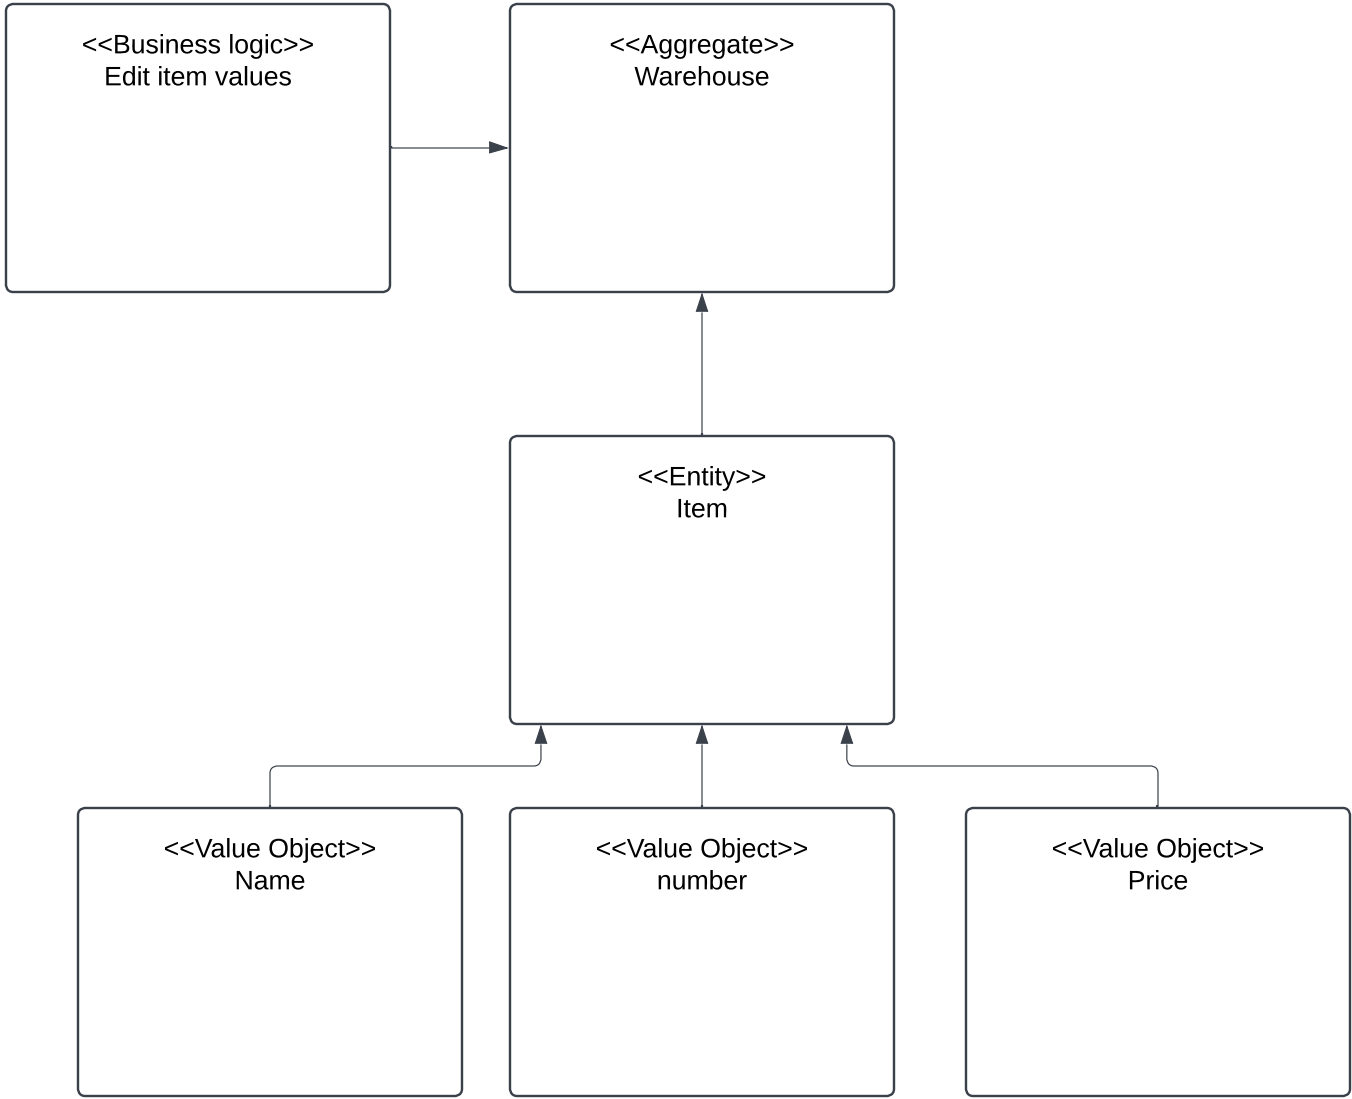 <<Business logic>>
Edit item values
<<Aggregate>>
Warehouse
<<Entity>>
Item
<<Value Object>>
Name
<<Value Object>>
number
<<Value Object>>
Price